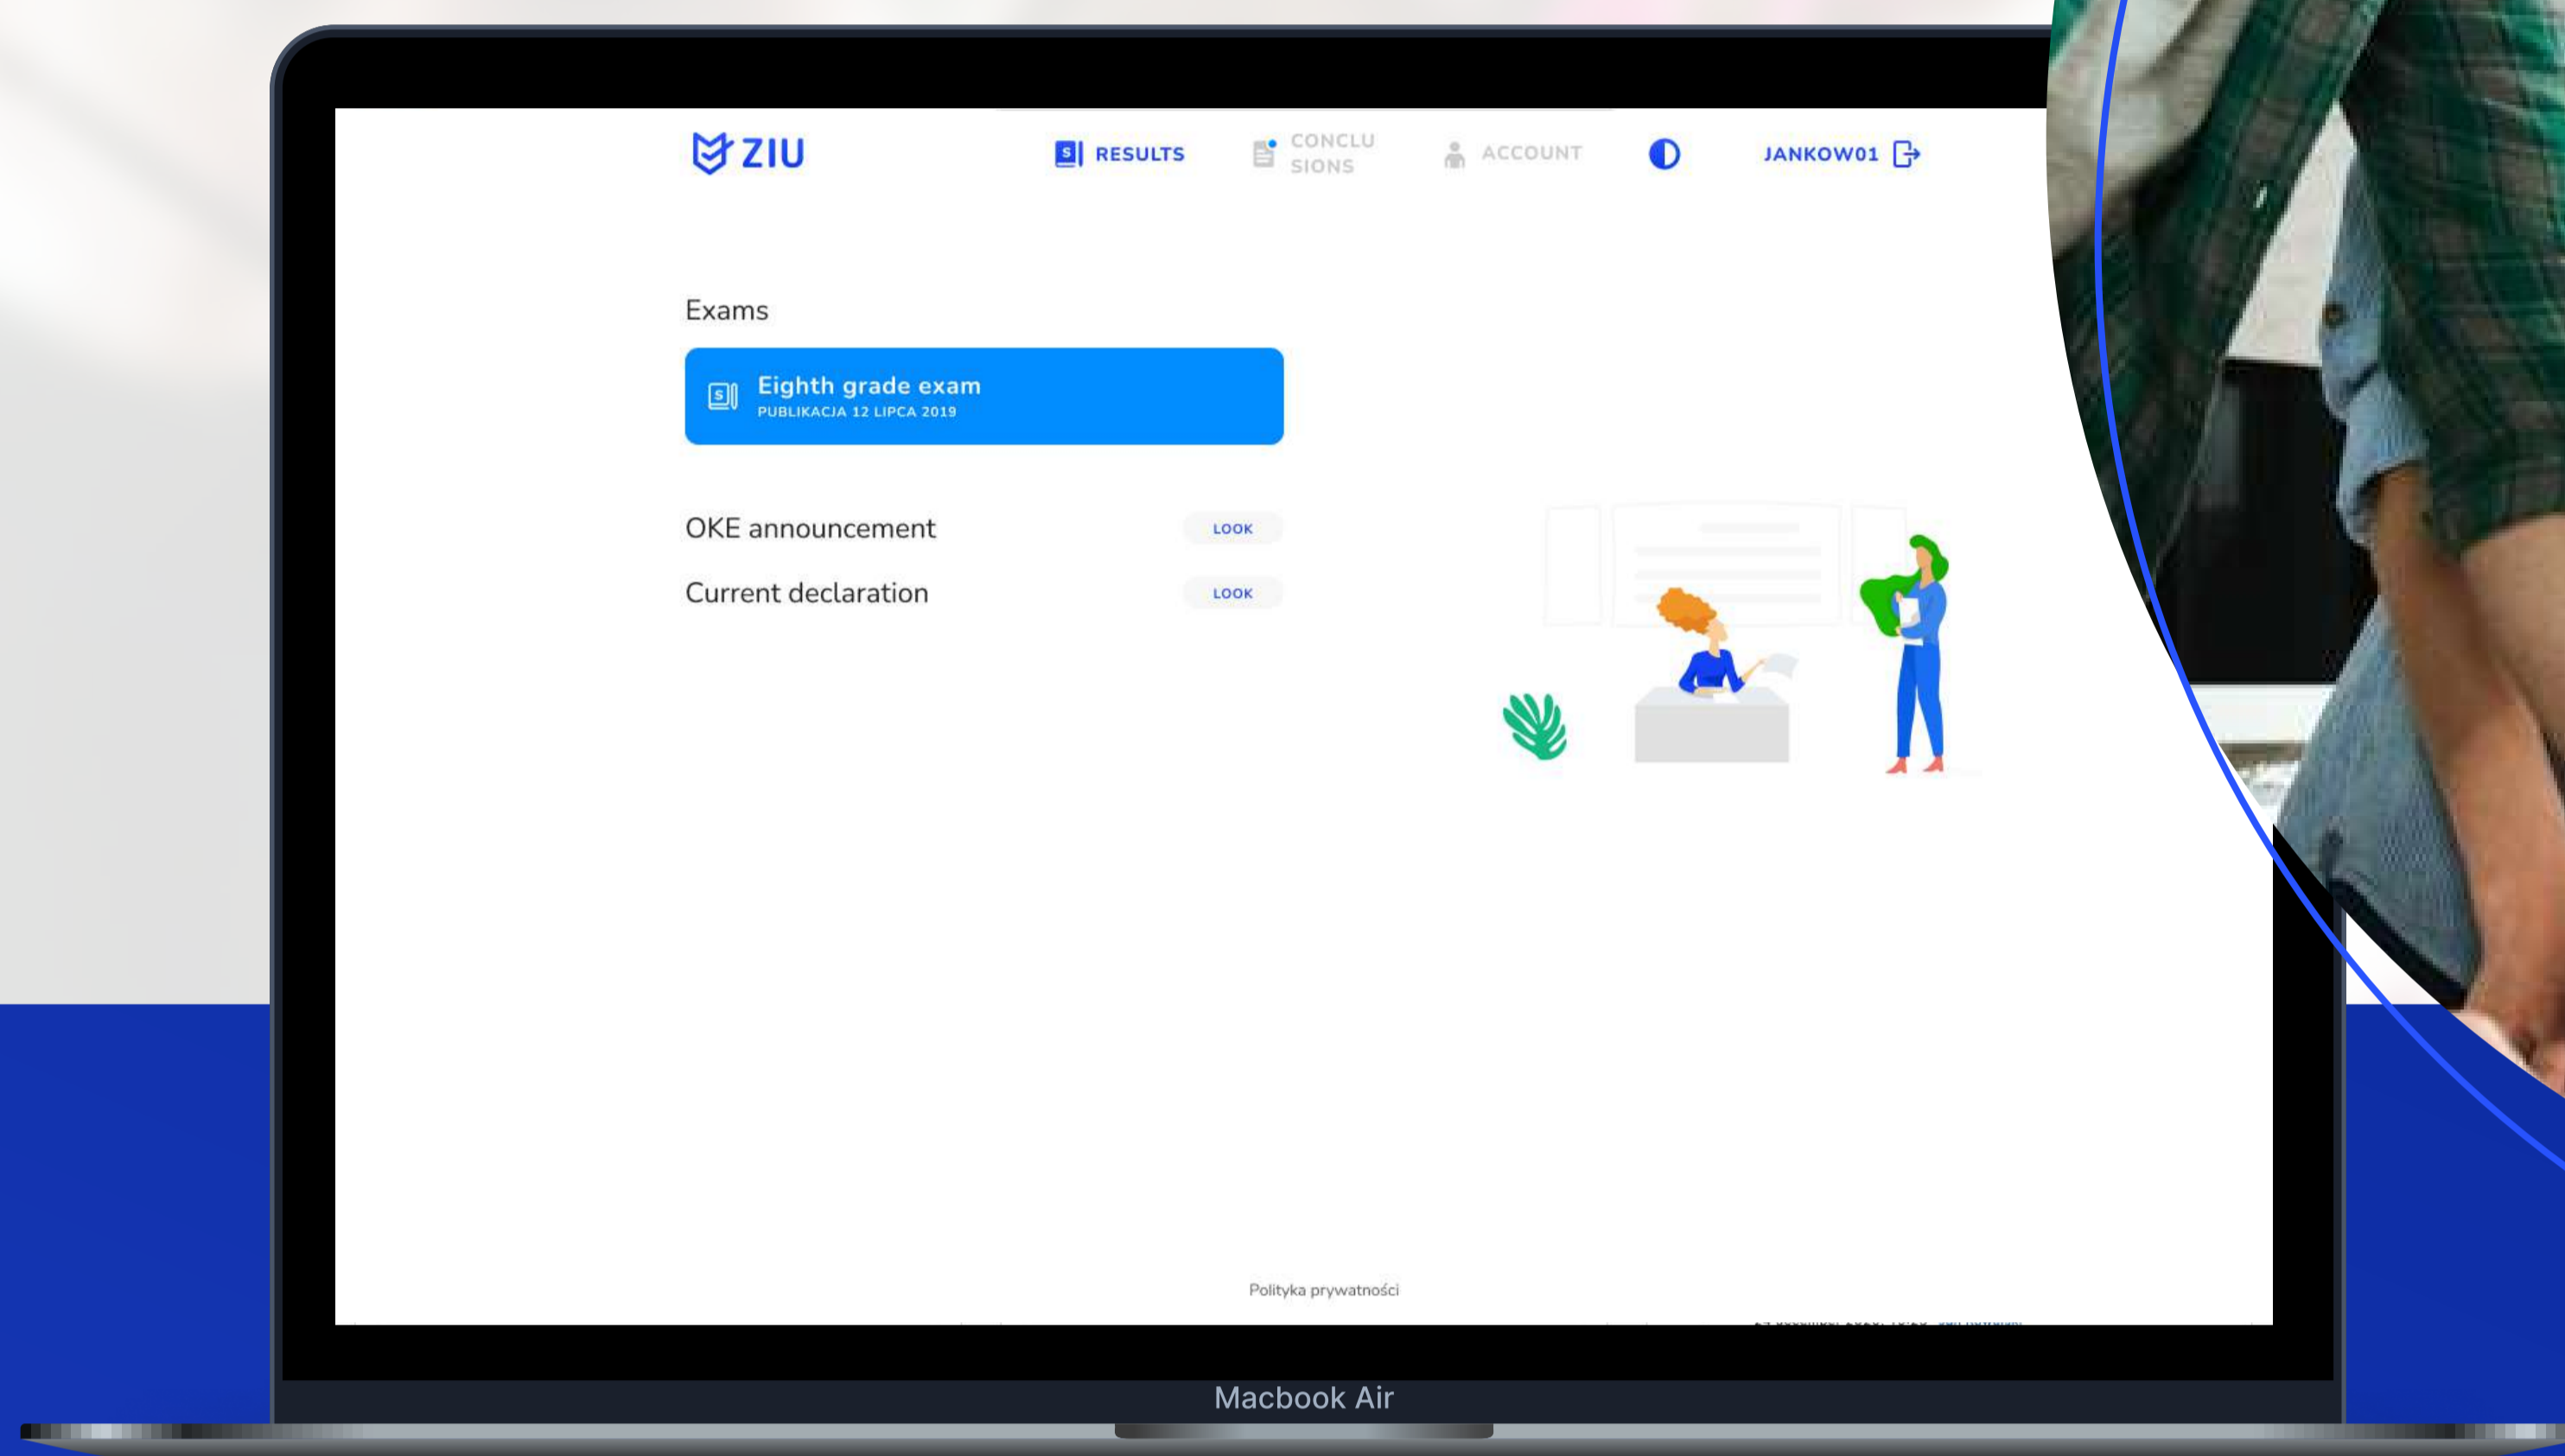 ZIU
RESULTS
CONCLU
SIONS
ACCOUNT
JANKOW01
Exams
Eighth grade exam
PUBLIKACJA 12 LIPCA 2019
OKE announcement
LOOK
Current declaration
LOOK
Polityka prywatności
Macbook Air